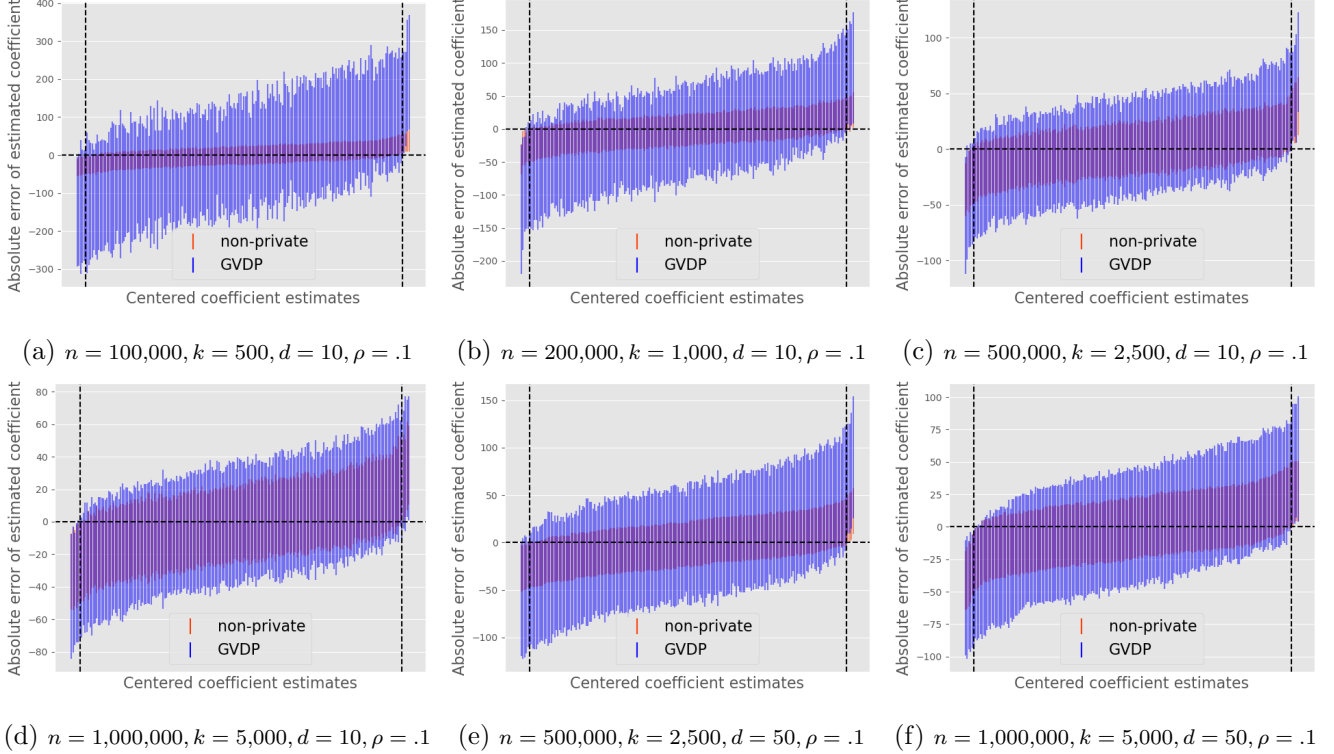 Absolute error of estimated coefficient
400
300
200
100
0
−100
−200
−300
non-private
GVDP
Centered coefficient estimates
(a) n = 100,000, k = 500, d = 10, ρ = .1
Absolute error of estimated coefficient
150
100
50
0
−50
−100
−150
−200
non-private
GVDP
Centered coefficient estimates
(b) n = 200,000, k = 1,000, d = 10, ρ = .1
Absolute error of estimated coefficient
100
50
0
−50
−100
non-private
GVDP
Centered coefficient estimates
(c) n = 500,000, k = 2,500, d = 10, ρ = .1
Absolute error of estimated coefficient
80
60
40
20
0
−20
−40
−60
−80
non-private
GVDP
Centered coefficient estimates
(d) n = 1,000,000, k = 5,000, d = 10, ρ = .1
Absolute error of estimated coefficient
150
100
50
0
−50
−100
non-private
GVDP
Centered coefficient estimates
(e) n = 500,000, k = 2,500, d = 50, ρ = .1
Absolute error of estimated coefficient
100
75
50
25
0
−25
−50
−75
−100
non-private
GVDP
Centered coefficient estimates
(f) n = 1,000,000, k = 5,000, d = 50, ρ = .1